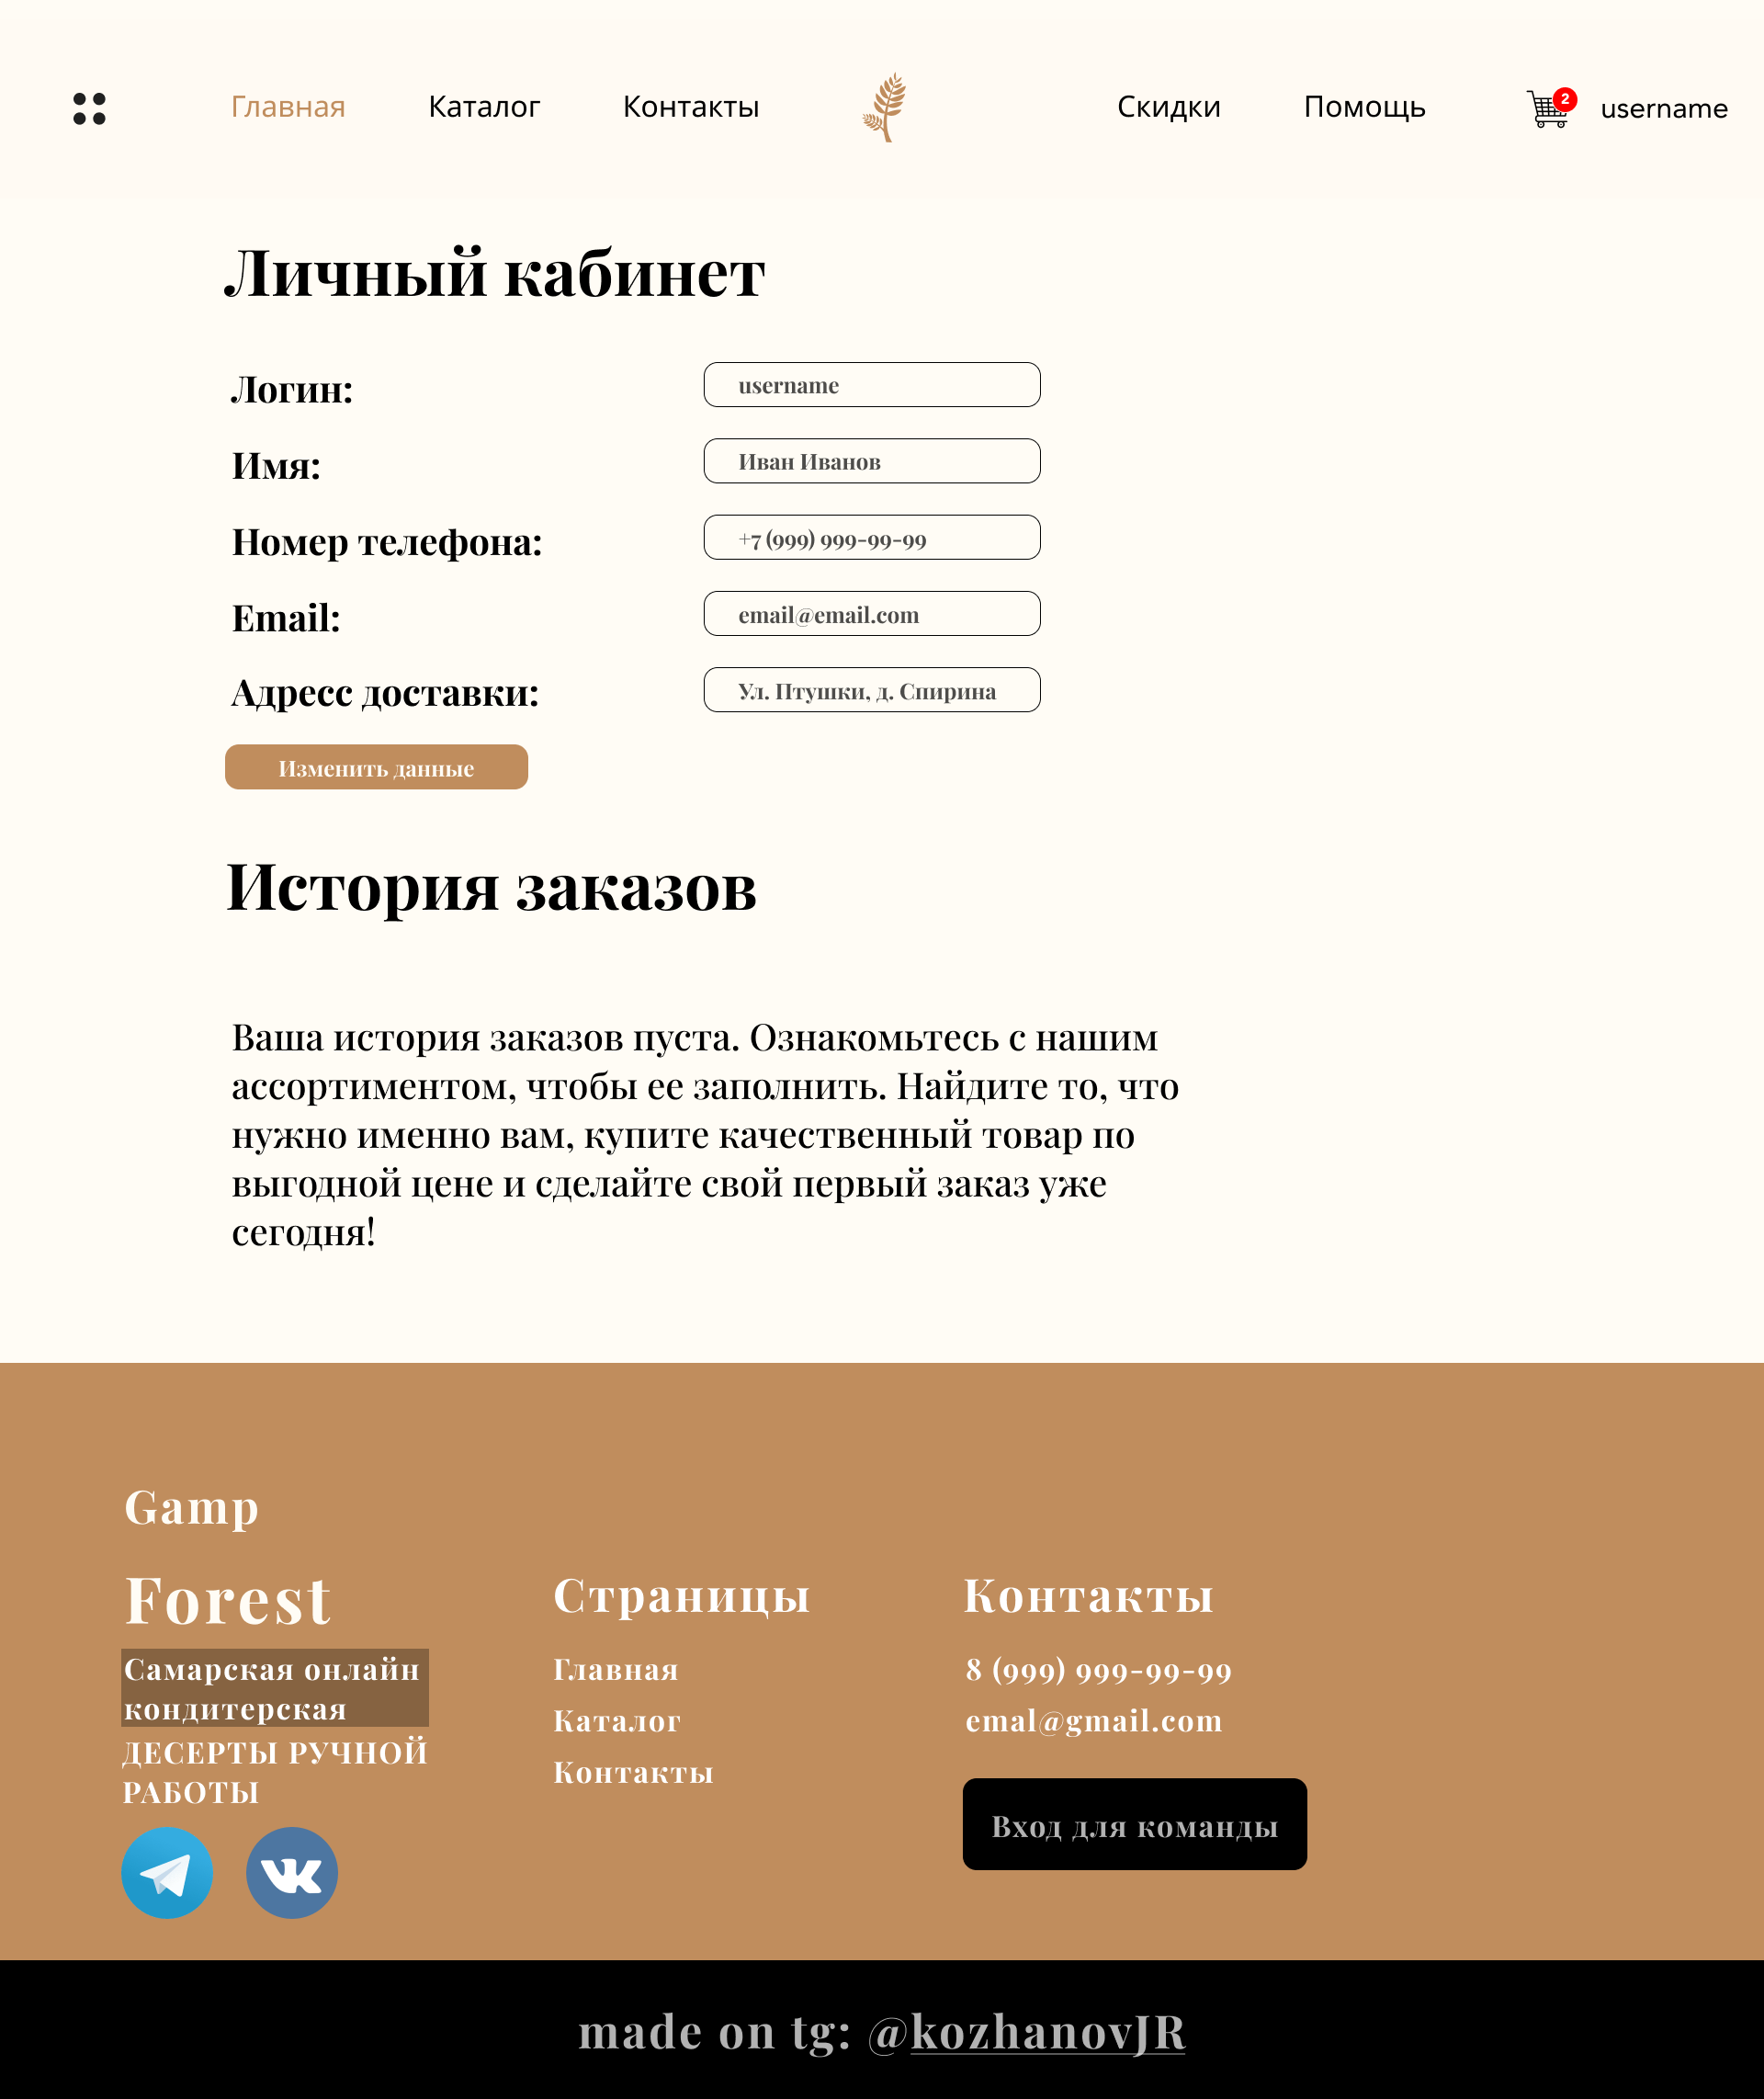 Главная Каталог Контакты Скидки Помощь 2 username
Личный кабинет
Логин: username
Имя: Иван Иванов
Номер телефона: +7 (999) 999-99-99
Email: email@email.com
Адресс доставки: Ул. Птушки, д. Спирина
Изменить данные
История заказов
Ваша история заказов пуста. Ознакомьтесь с нашим
ассортиментом, чтобы ее заполнить. Найдите то, что
нужно именно вам, купите качественный товар по
выгодной цене и сделайте свой первый заказ уже
сегодня!
Gamp
Forest
Самарская онлайн
кондитерская
ДЕСЕРТЫ РУЧНОЙ
РАБОТЫ
Страницы
Главная
Каталог
Контакты
Контакты
8 (999) 999-99-99
emal@gmail.com
Вход для команды
made on tg: @kozhanovJR